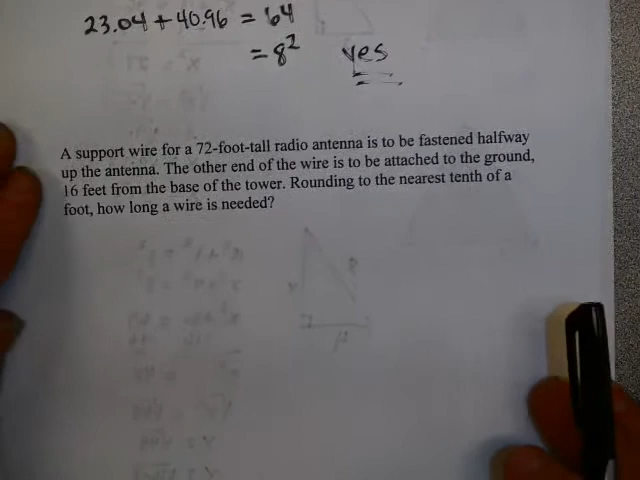 23.04 + 40.96 = 64
= 8²   yes
A support wire for a 72-foot-tall radio antenna is to be fastened halfway
up the antenna. The other end of the wire is to be attached to the ground,
16 feet from the base of the tower. Rounding to the nearest tenth of a
foot, how long a wire is needed?